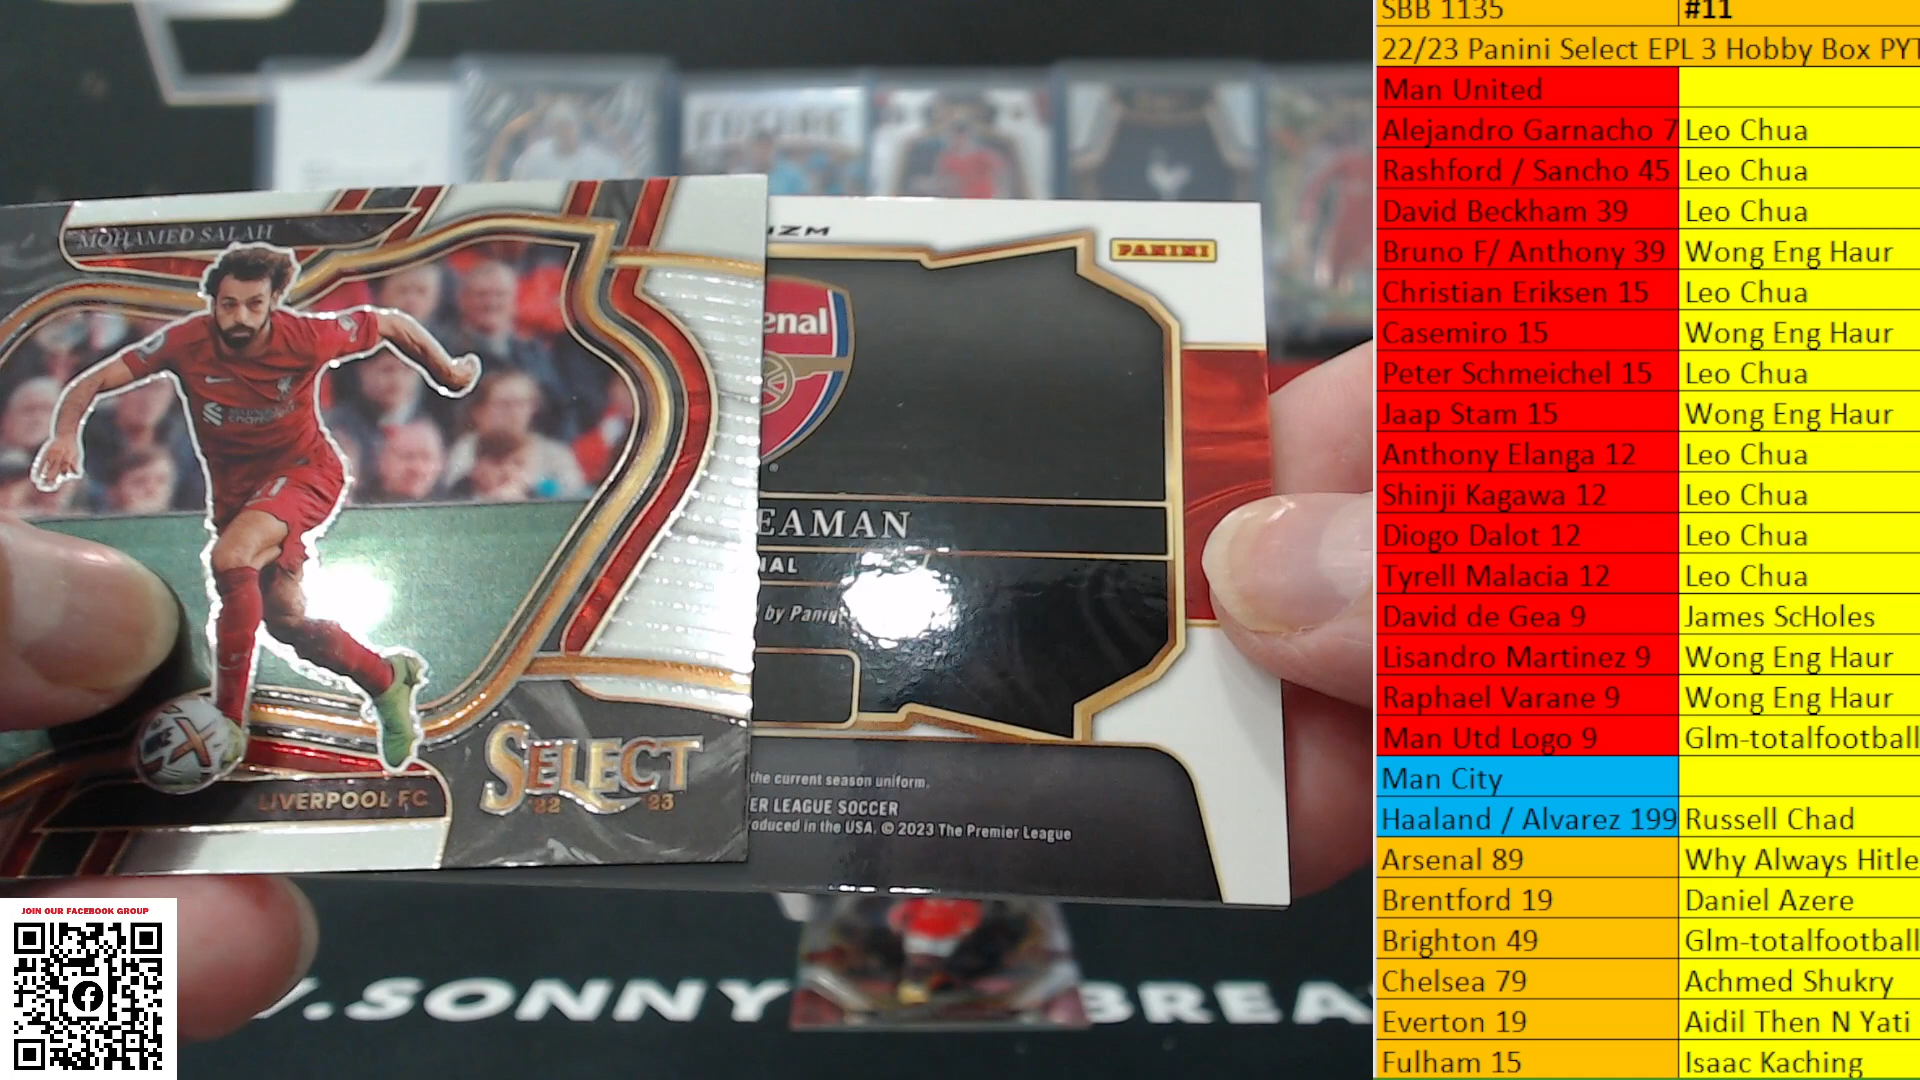 MOHAMED SALAH
LIVERPOOL FC
SELECT
'22 '23
PANINI
EAMAN
by Panini
the current season uniform.
ER LEAGUE SOCCER
oduced in the USA. © 2023 The Premier League
JOIN OUR FACEBOOK GROUP
.SONNY BREA
SBB 1135 #11
22/23 Panini Select EPL 3 Hobby Box PYT
Man United
Alejandro Garnacho 7 Leo Chua
Rashford / Sancho 45 Leo Chua
David Beckham 39 Leo Chua
Bruno F/ Anthony 39 Wong Eng Haur
Christian Eriksen 15 Leo Chua
Casemiro 15 Wong Eng Haur
Peter Schmeichel 15 Leo Chua
Jaap Stam 15 Wong Eng Haur
Anthony Elanga 12 Leo Chua
Shinji Kagawa 12 Leo Chua
Diogo Dalot 12 Leo Chua
Tyrell Malacia 12 Leo Chua
David de Gea 9 James ScHoles
Lisandro Martinez 9 Wong Eng Haur
Raphael Varane 9 Wong Eng Haur
Man Utd Logo 9 Glm-totalfootball
Man City
Haaland / Alvarez 199 Russell Chad
Arsenal 89 Why Always Hitle
Brentford 19 Daniel Azere
Brighton 49 Glm-totalfootball
Chelsea 79 Achmed Shukry
Everton 19 Aidil Then N Yati
Fulham 15 Isaac Kaching